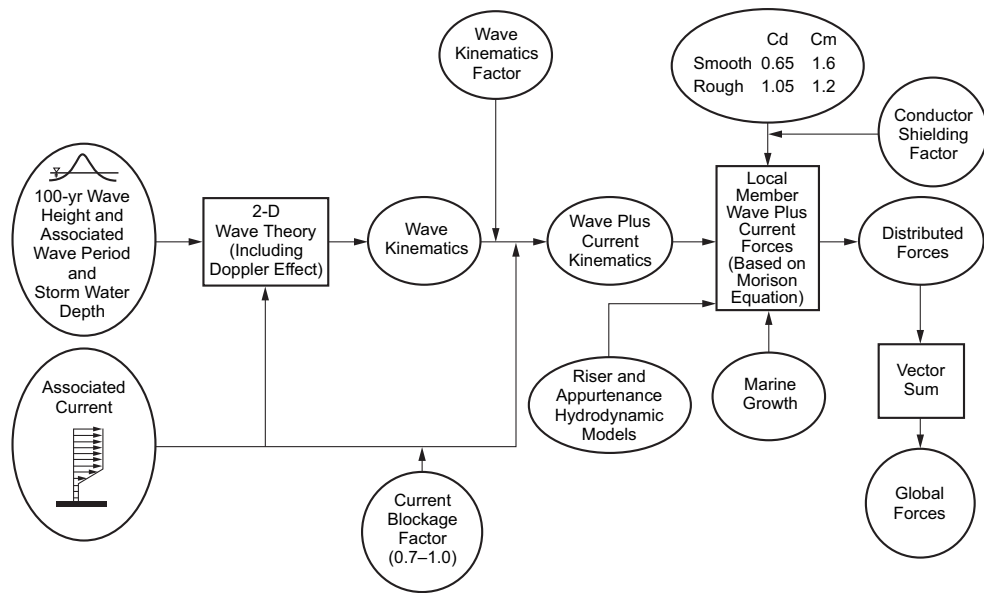 Wave
Kinematics
Factor
Cd Cm
Smooth 0.65 1.6
Rough 1.05 1.2
Conductor
Shielding
Factor
100-yr Wave
Height and
Associated
Wave Period
and
Storm Water
Depth
2-D
Wave Theory
(Including
Doppler Effect)
Wave
Kinematics
Wave Plus
Current
Kinematics
Local
Member
Wave Plus
Current
Forces
(Based on
Morison
Equation)
Distributed
Forces
Associated
Current
Riser and
Appurtenance
Hydrodynamic
Models
Marine
Growth
Vector
Sum
Current
Blockage
Factor
(0.7–1.0)
Global
Forces